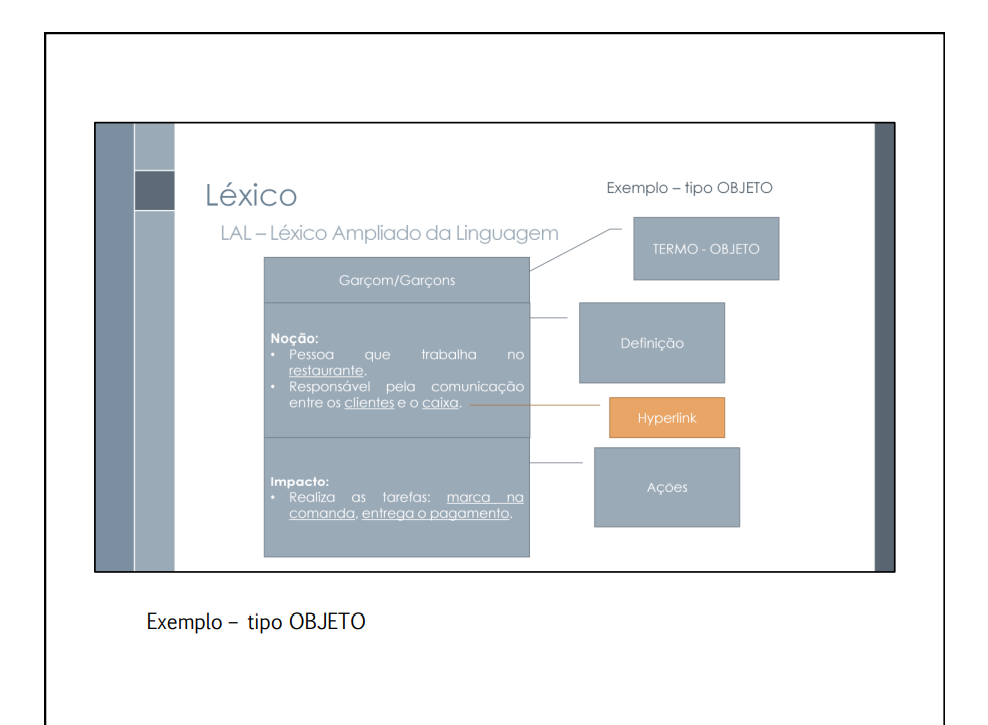 Léxico
Exemplo – tipo OBJETO
LAL – Léxico Ampliado da Linguagem
TERMO - OBJETO
Garçom/Garçons
Noção:
• Pessoa que trabalha no
restaurante.
• Responsável pela comunicação
entre os clientes e o caixa.
Definição
Hyperlink
Impacto:
• Realiza as tarefas: marca na
comanda, entrega o pagamento.
Ações
Exemplo – tipo OBJETO